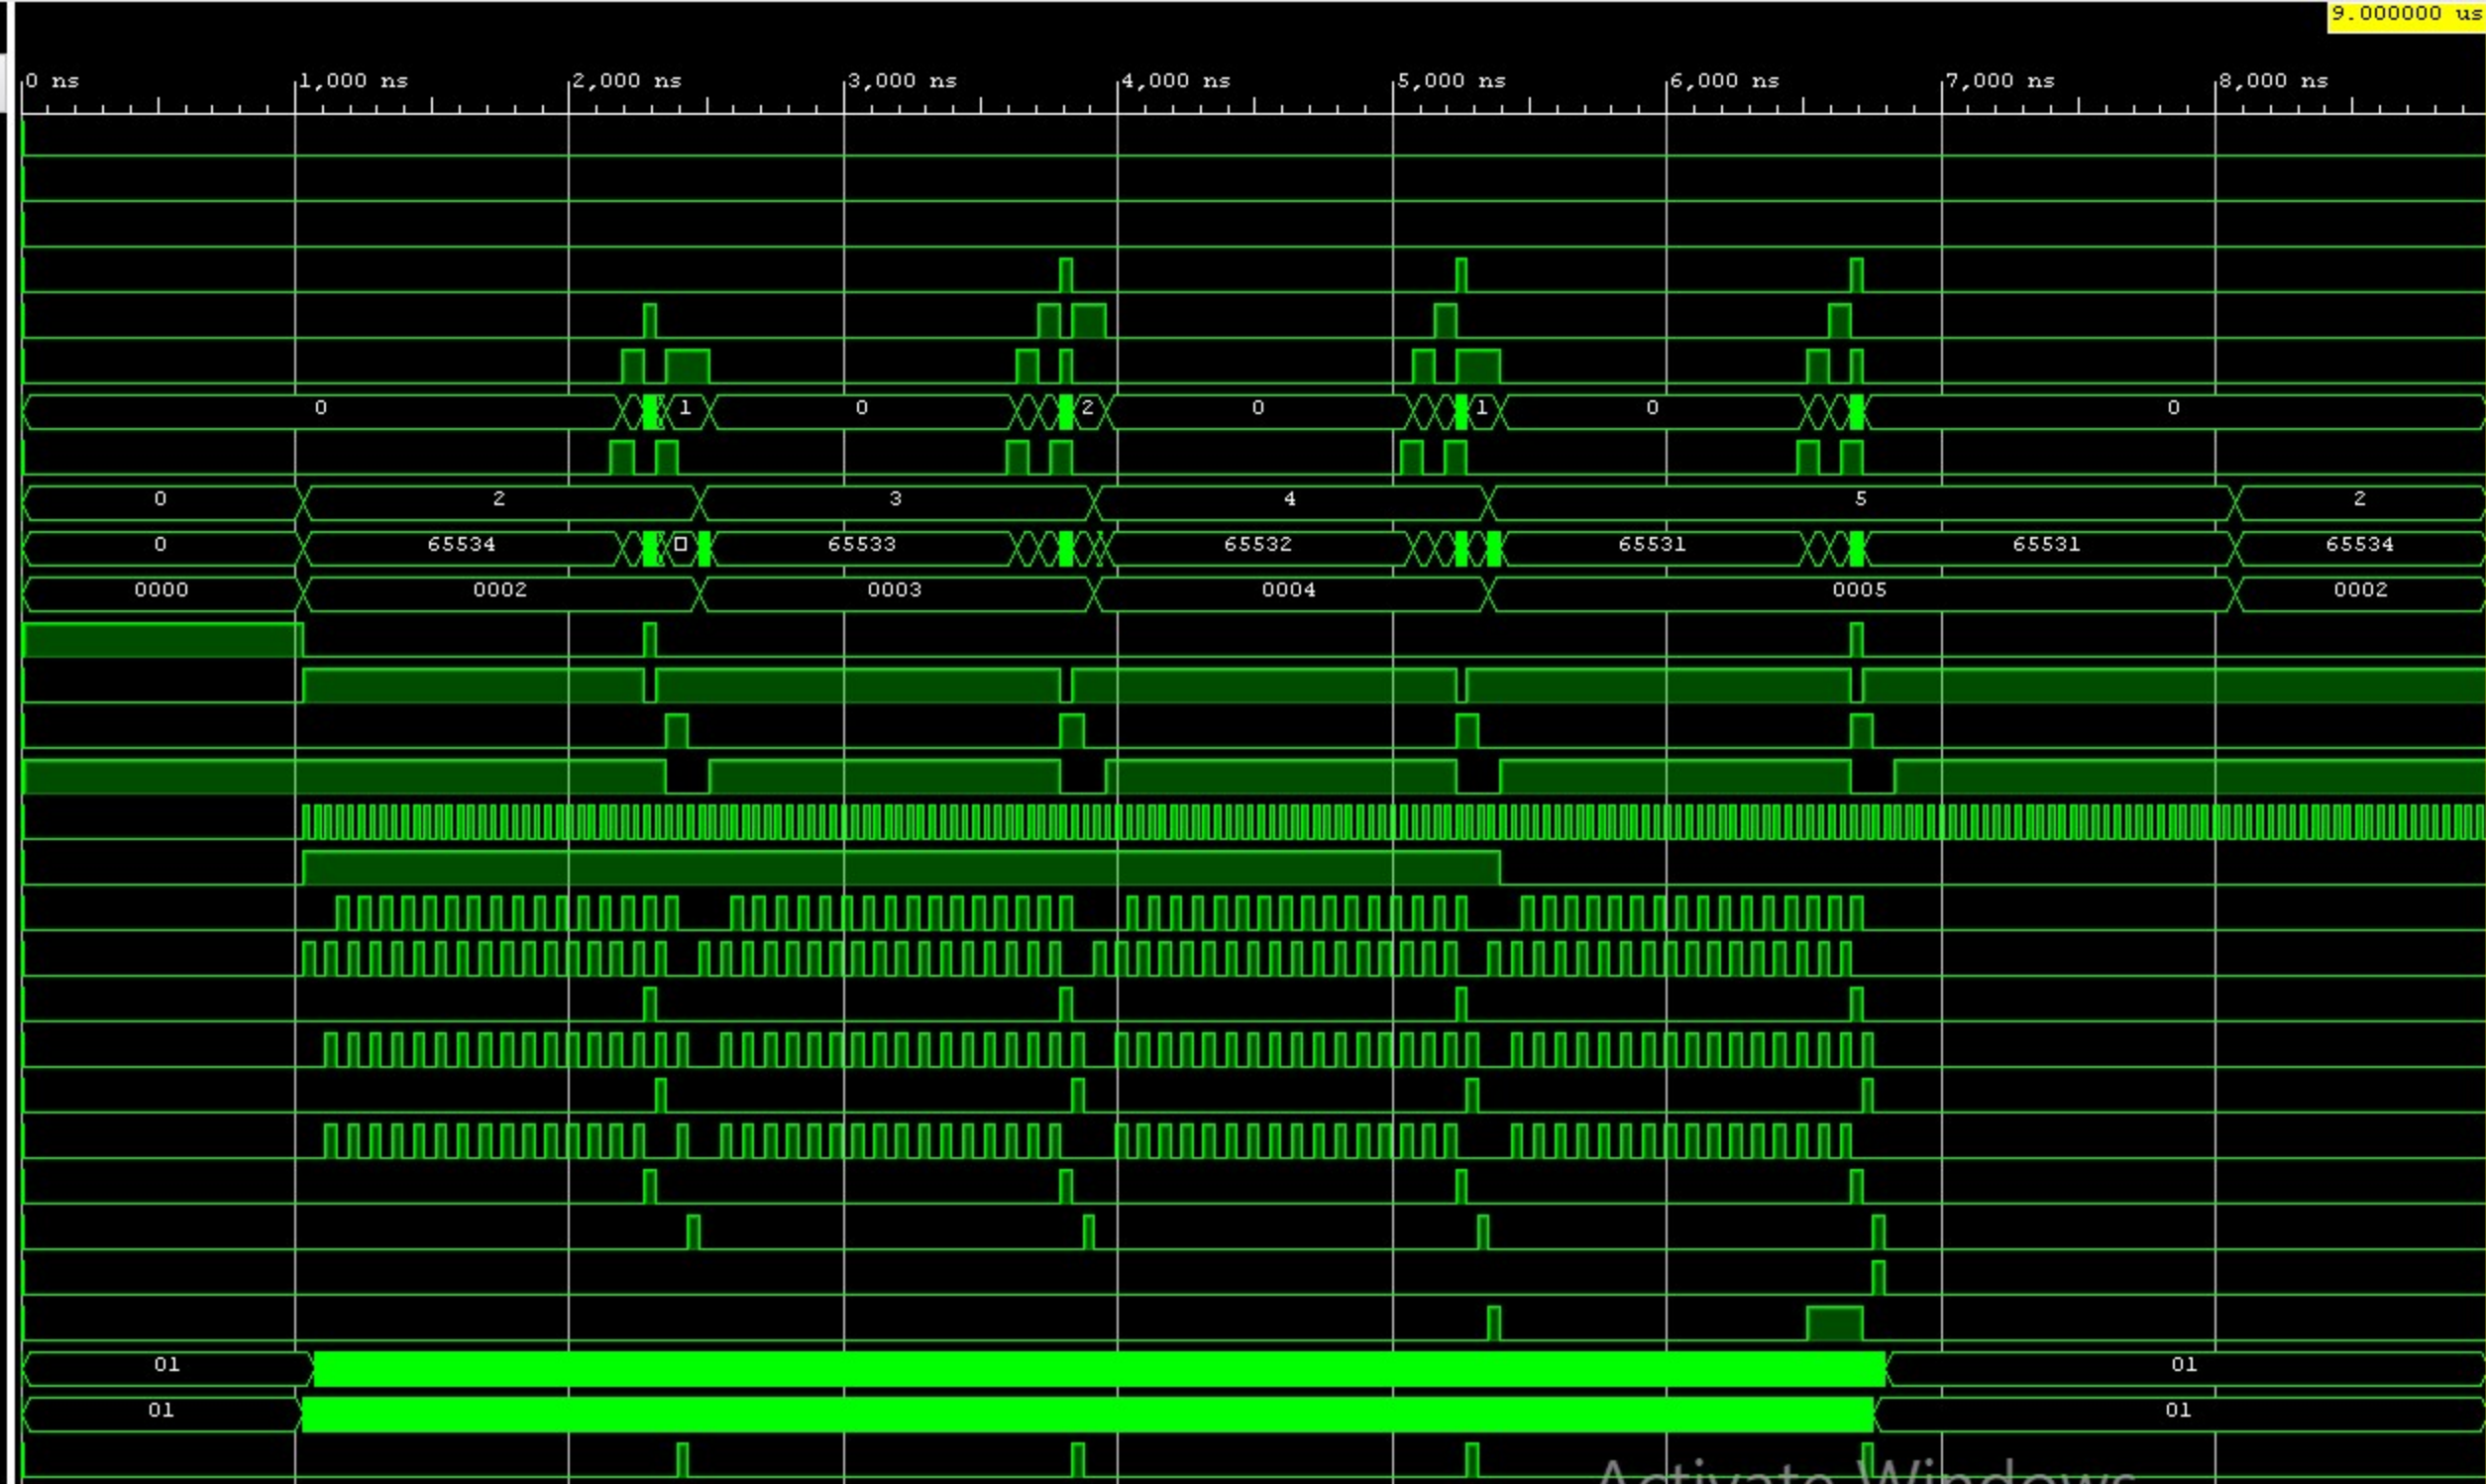 9.000000 us
0 ns 1,000 ns 2,000 ns 3,000 ns 4,000 ns 5,000 ns 6,000 ns 7,000 ns 8,000 ns
0 1 0 2 0 1 0 0
0 2 3 4 5 2
0 65534 65533 65532 65531 65531 65534
0000 0002 0003 0004 0005 0002
01 01
01 01
Activate Windows